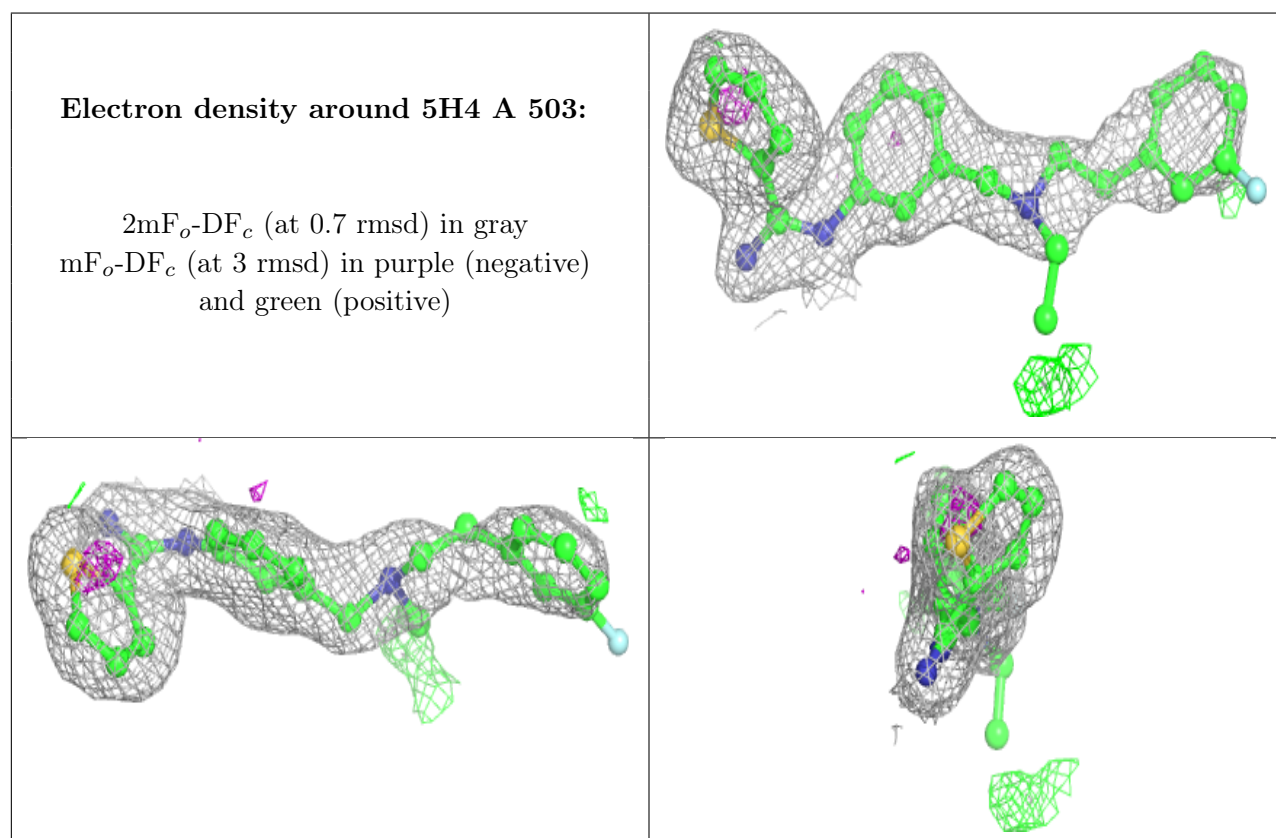 Electron density around 5H4 A 503:
2mFo-DFc (at 0.7 rmsd) in gray
mFo-DFc (at 3 rmsd) in purple (negative)
and green (positive)